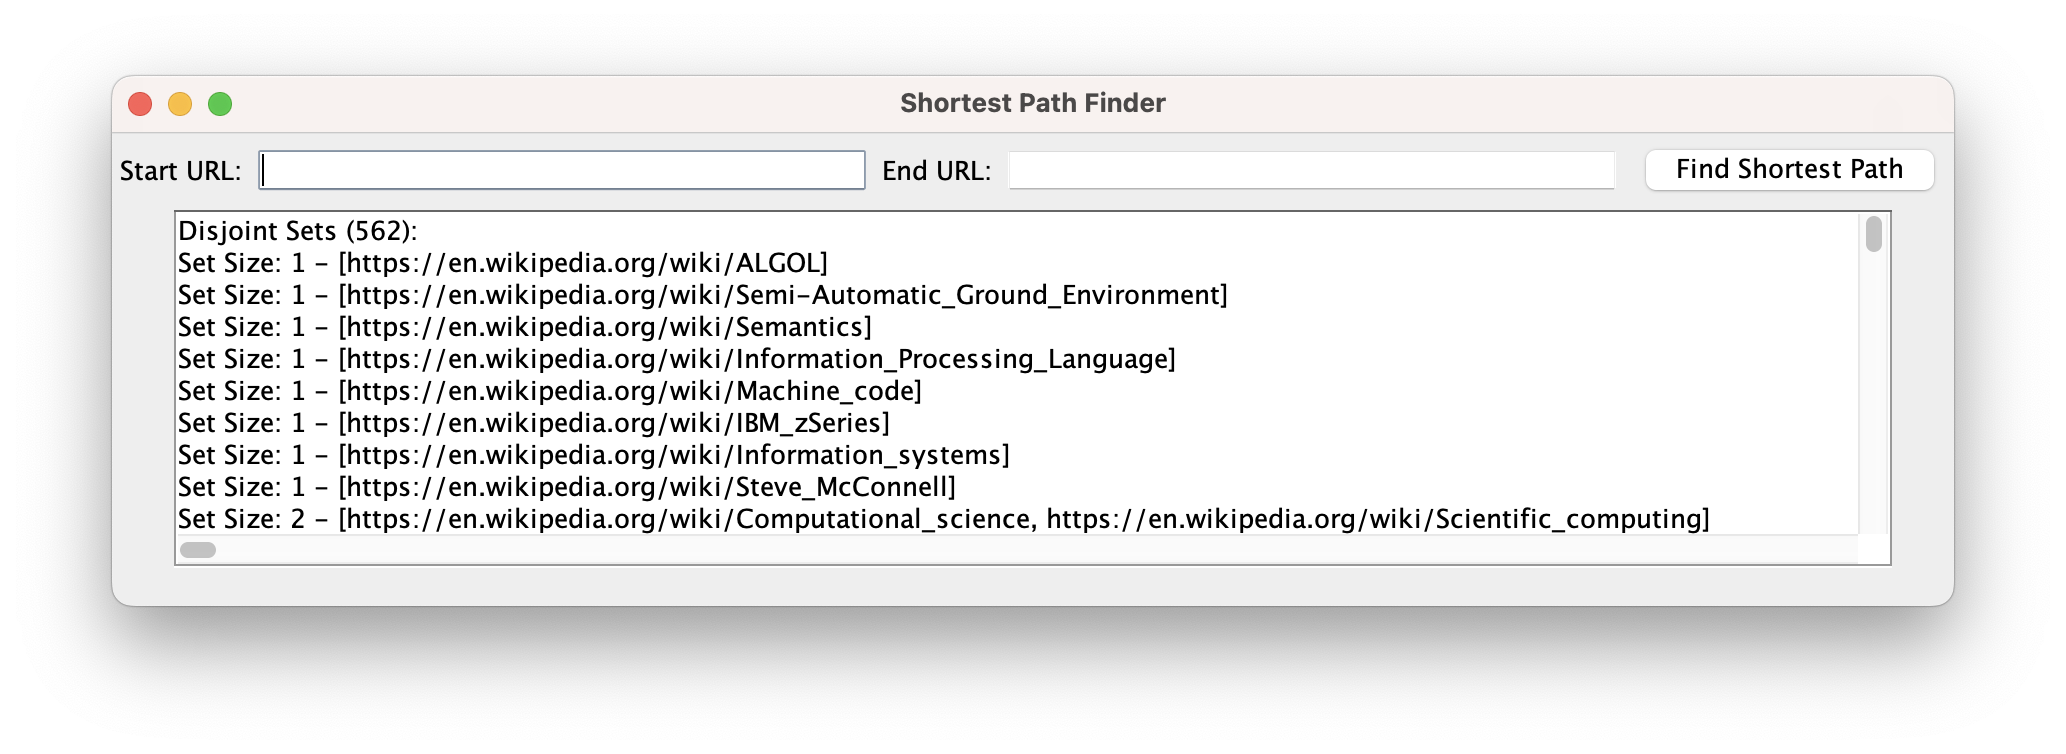 Shortest Path Finder
Start URL: End URL: Find Shortest Path
Disjoint Sets (562):
Set Size: 1 - [https://en.wikipedia.org/wiki/ALGOL]
Set Size: 1 - [https://en.wikipedia.org/wiki/Semi-Automatic_Ground_Environment]
Set Size: 1 - [https://en.wikipedia.org/wiki/Semantics]
Set Size: 1 - [https://en.wikipedia.org/wiki/Information_Processing_Language]
Set Size: 1 - [https://en.wikipedia.org/wiki/Machine_code]
Set Size: 1 - [https://en.wikipedia.org/wiki/IBM_zSeries]
Set Size: 1 - [https://en.wikipedia.org/wiki/Information_systems]
Set Size: 1 - [https://en.wikipedia.org/wiki/Steve_McConnell]
Set Size: 2 - [https://en.wikipedia.org/wiki/Computational_science, https://en.wikipedia.org/wiki/Scientific_computing]